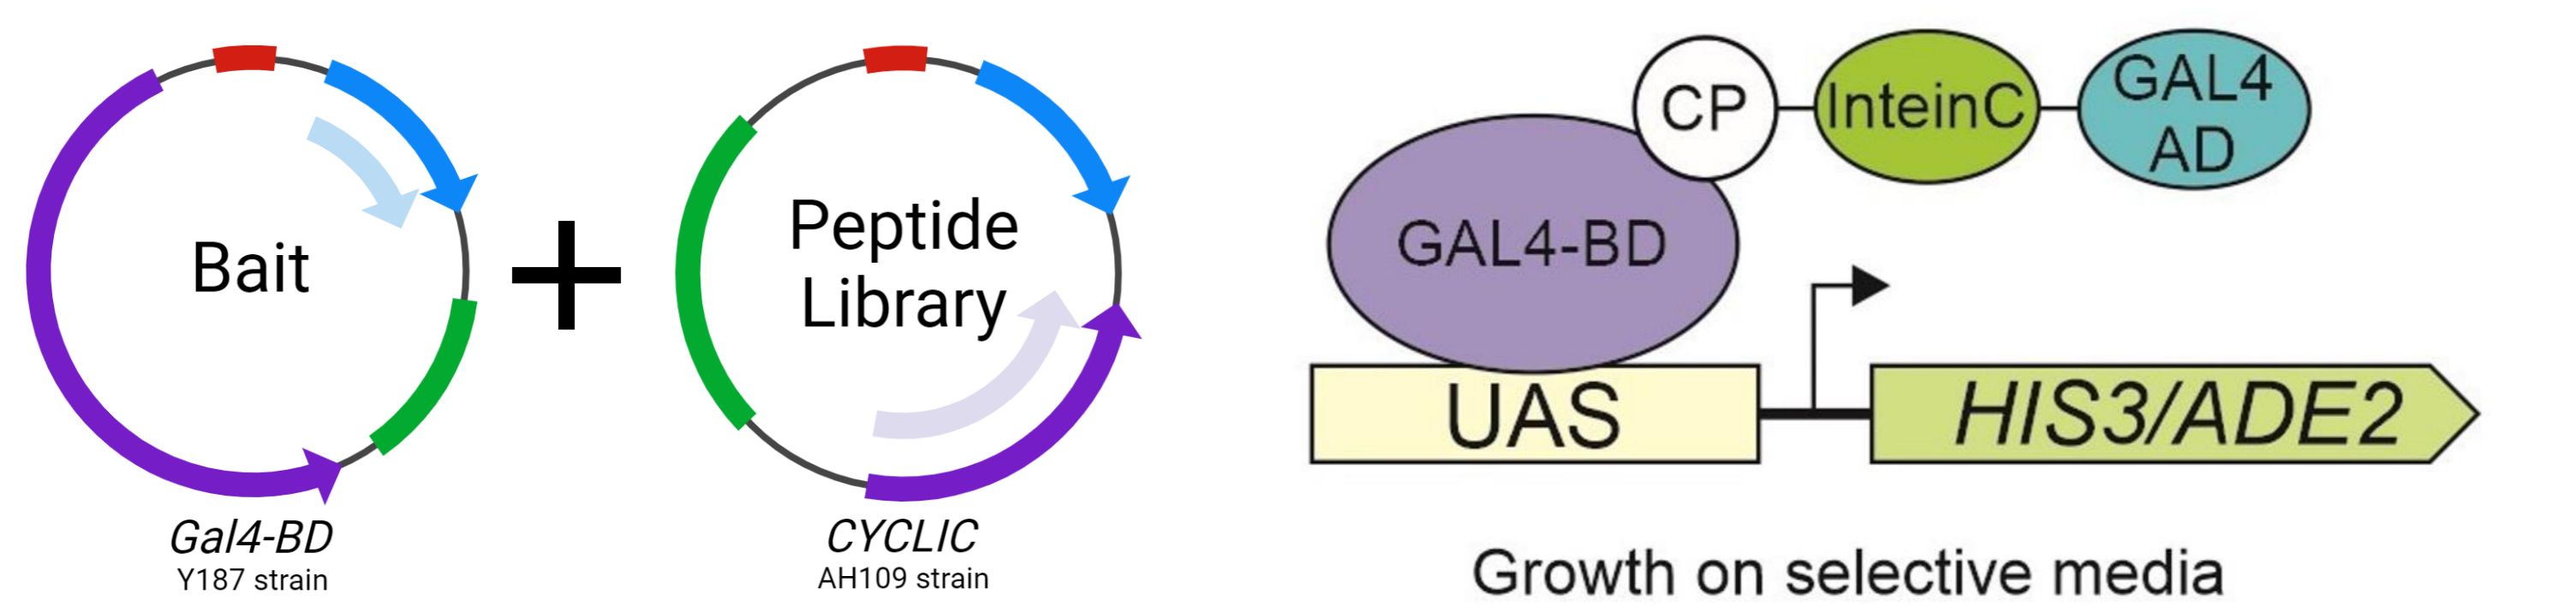 Bait
Gal4-BD
Y187 strain
+
Peptide
Library
CYCLIC
AH109 strain
CP
InteinC
GAL4
AD
GAL4-BD
UAS
HIS3/ADE2
Growth on selective media